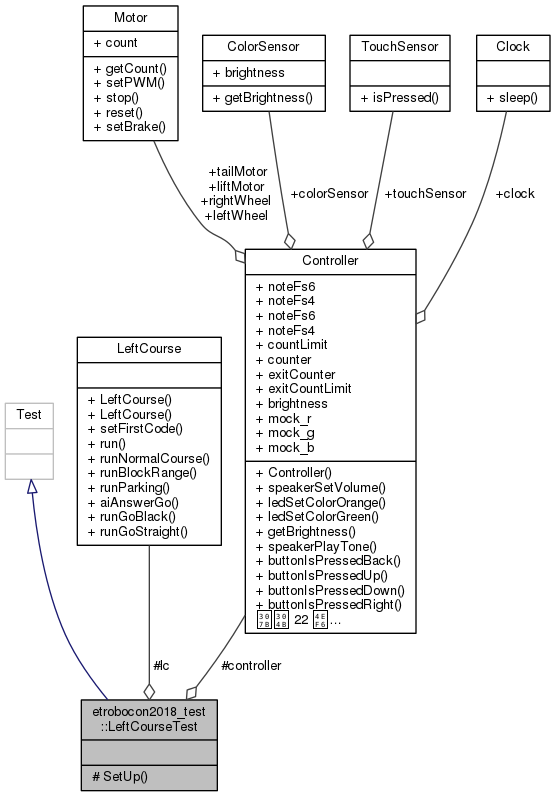 Motor
+ count
+ getCount()
+ setPWM()
+ stop()
+ reset()
+ setBrake()
ColorSensor
+ brightness
+ getBrightness()
TouchSensor
+ isPressed()
Clock
+ sleep()
+tailMotor
+liftMotor
+rightWheel
+leftWheel
+colorSensor
+touchSensor
+clock
Controller
+ noteFs6
+ noteFs4
+ noteFs6
+ noteFs4
+ countLimit
+ counter
+ exitCounter
+ exitCountLimit
+ brightness
+ mock_r
+ mock_g
+ mock_b
+ Controller()
+ speakerSetVolume()
+ ledSetColorOrange()
+ ledSetColorGreen()
+ getBrightness()
+ speakerPlayTone()
+ buttonIsPressedBack()
+ buttonIsPressedUp()
+ buttonIsPressedDown()
+ buttonIsPressedRight()
22 ...
LeftCourse
+ LeftCourse()
+ LeftCourse()
+ setFirstCode()
+ run()
+ runNormalCourse()
+ runBlockRange()
+ runParking()
+ aiAnswerGo()
+ runGoBlack()
+ runGoStraight()
Test
#lc
#controller
etrobocon2018_test
::LeftCourseTest
# SetUp()